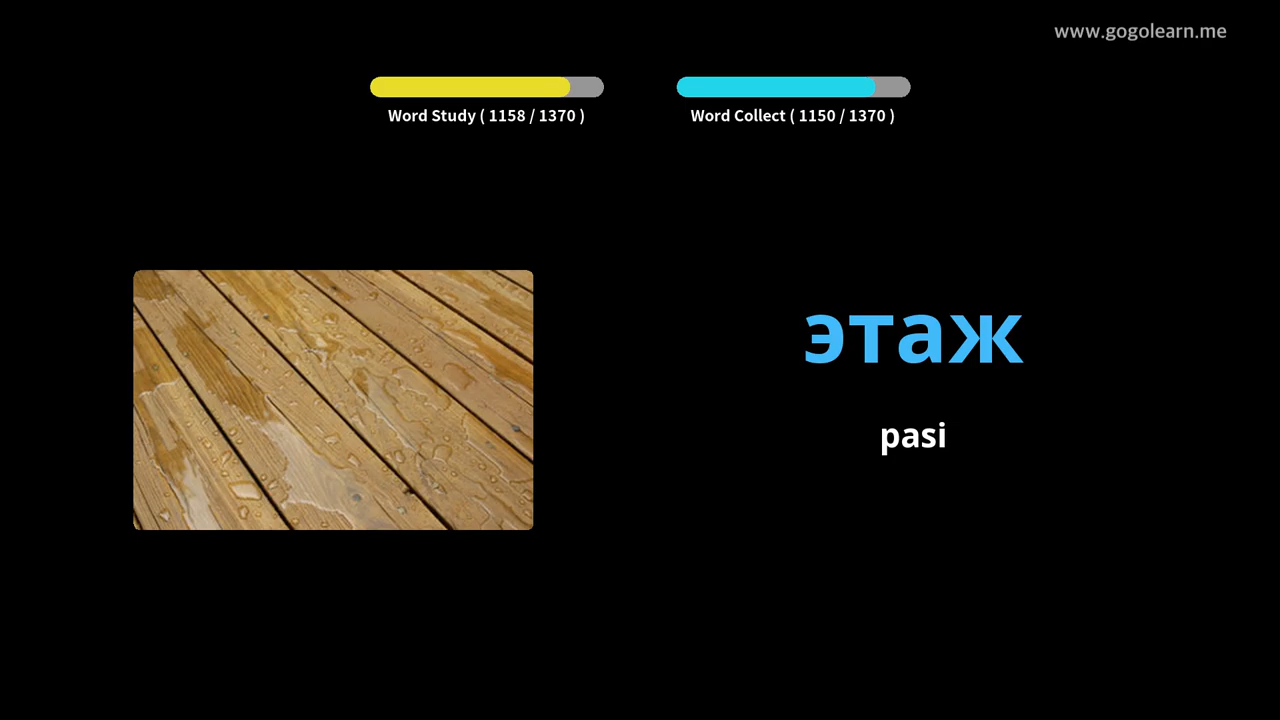 www.gogolearn.me
Word Study ( 1158 / 1370 )
Word Collect ( 1150 / 1370 )
этаж
pasi